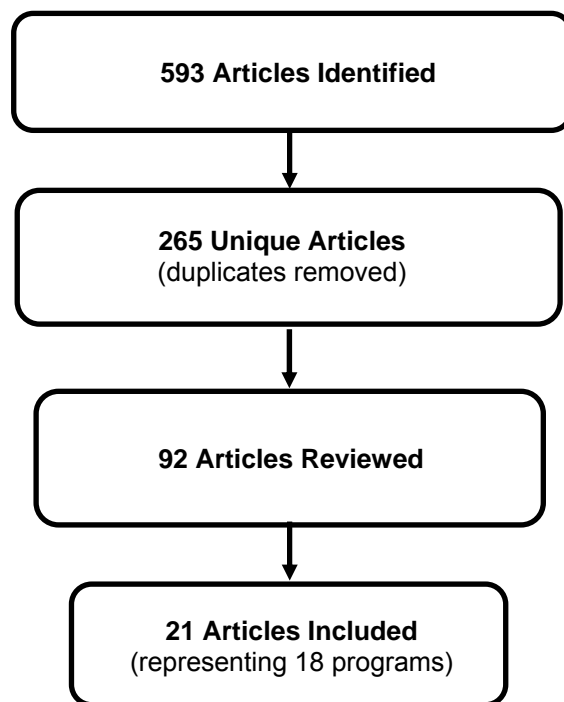 593 Articles Identified
265 Unique Articles
(duplicates removed)
92 Articles Reviewed
21 Articles Included
(representing 18 programs)